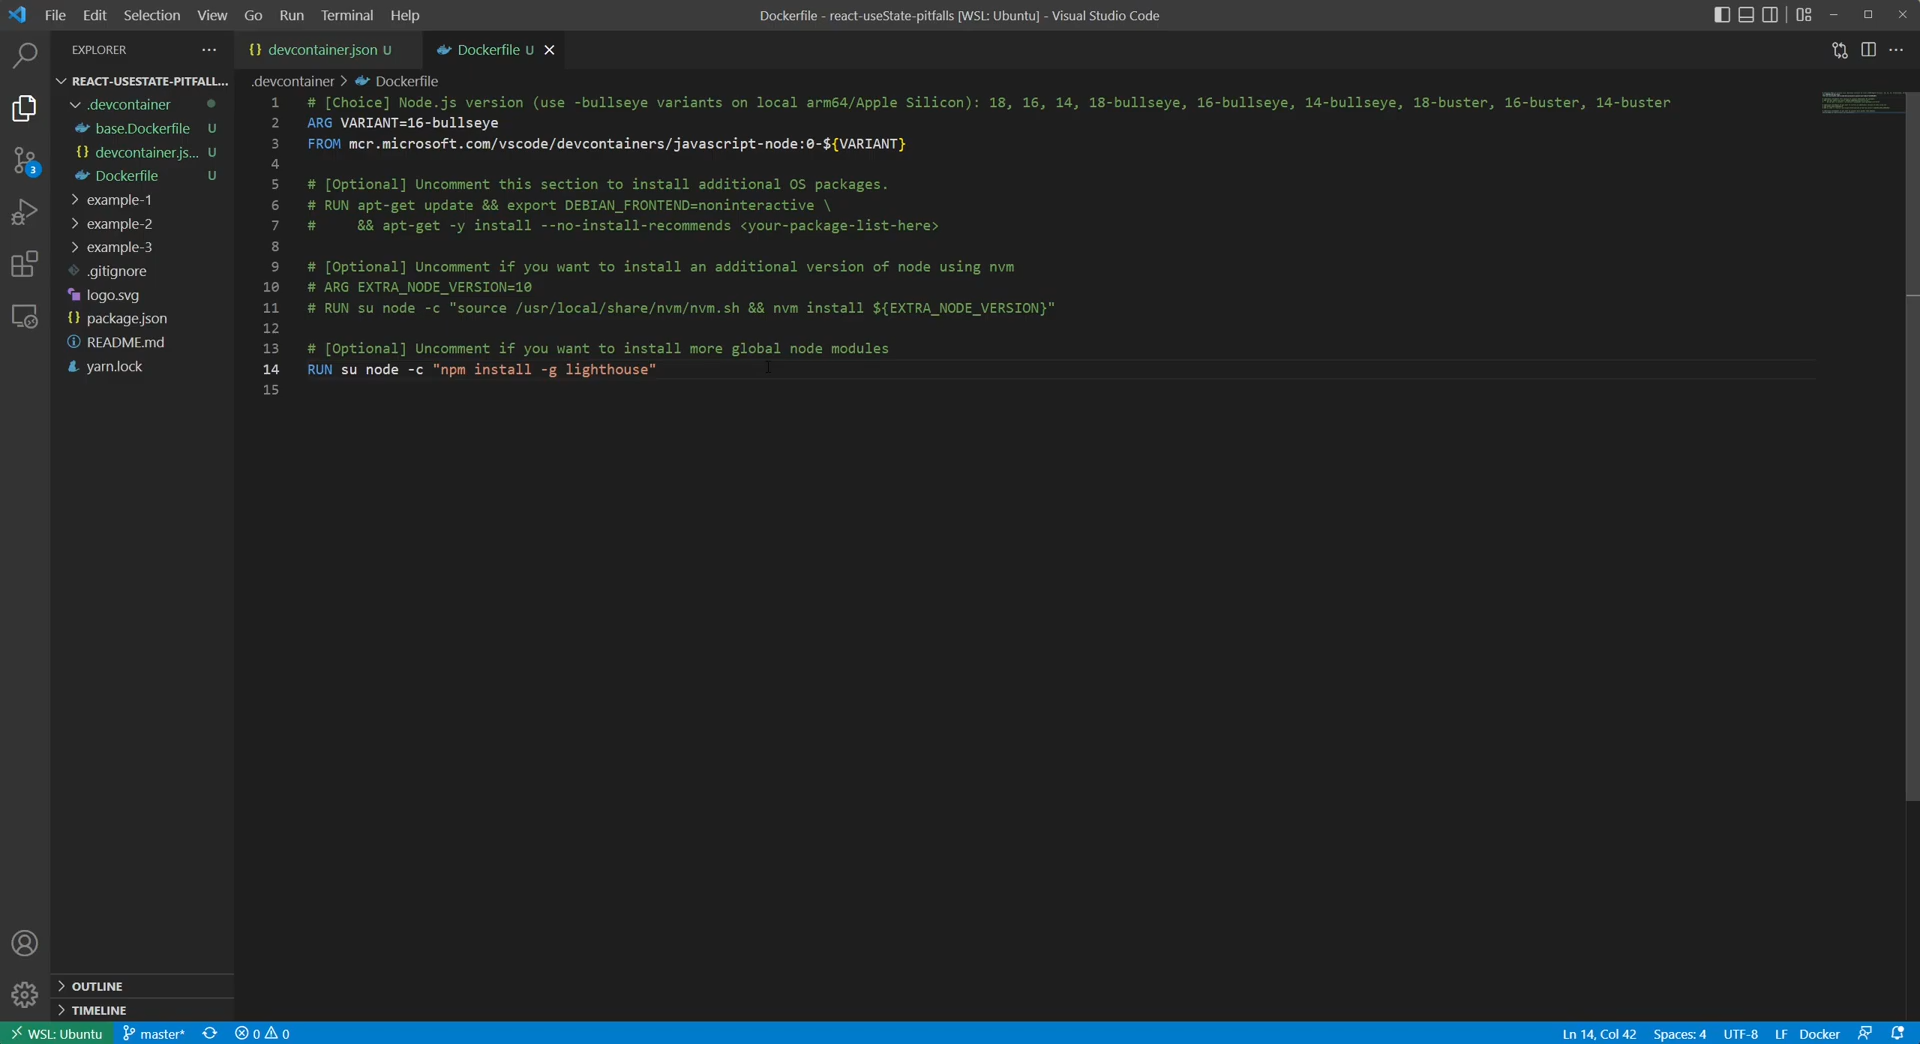 File Edit Selection View Go Run Terminal Help
Dockerfile - react-useState-pitfalls [WSL: Ubuntu] - Visual Studio Code
EXPLORER
devcontainer.json U
Dockerfile U
REACT-USESTATE-PITFALL...
.devcontainer
base.Dockerfile U
devcontainer.js... U
Dockerfile U
example-1
example-2
example-3
.gitignore
logo.svg
package.json
README.md
yarn.lock
OUTLINE
TIMELINE
3
.devcontainer > Dockerfile
1 # [Choice] Node.js version (use -bullseye variants on local arm64/Apple Silicon): 18, 16, 14, 18-bullseye, 16-bullseye, 14-bullseye, 18-buster, 16-buster, 14-buster
2 ARG VARIANT=16-bullseye
3 FROM mcr.microsoft.com/vscode/devcontainers/javascript-node:0-${VARIANT}
4
5 # [Optional] Uncomment this section to install additional OS packages.
6 # RUN apt-get update && export DEBIAN_FRONTEND=noninteractive \
7 #     && apt-get -y install --no-install-recommends <your-package-list-here>
8
9 # [Optional] Uncomment if you want to install an additional version of node using nvm
10 # ARG EXTRA_NODE_VERSION=10
11 # RUN su node -c "source /usr/local/share/nvm/nvm.sh && nvm install ${EXTRA_NODE_VERSION}"
12
13 # [Optional] Uncomment if you want to install more global node modules
14 RUN su node -c "npm install -g lighthouse"
15
WSL: Ubuntu master* 0 0 Ln 14, Col 42 Spaces: 4 UTF-8 LF Docker